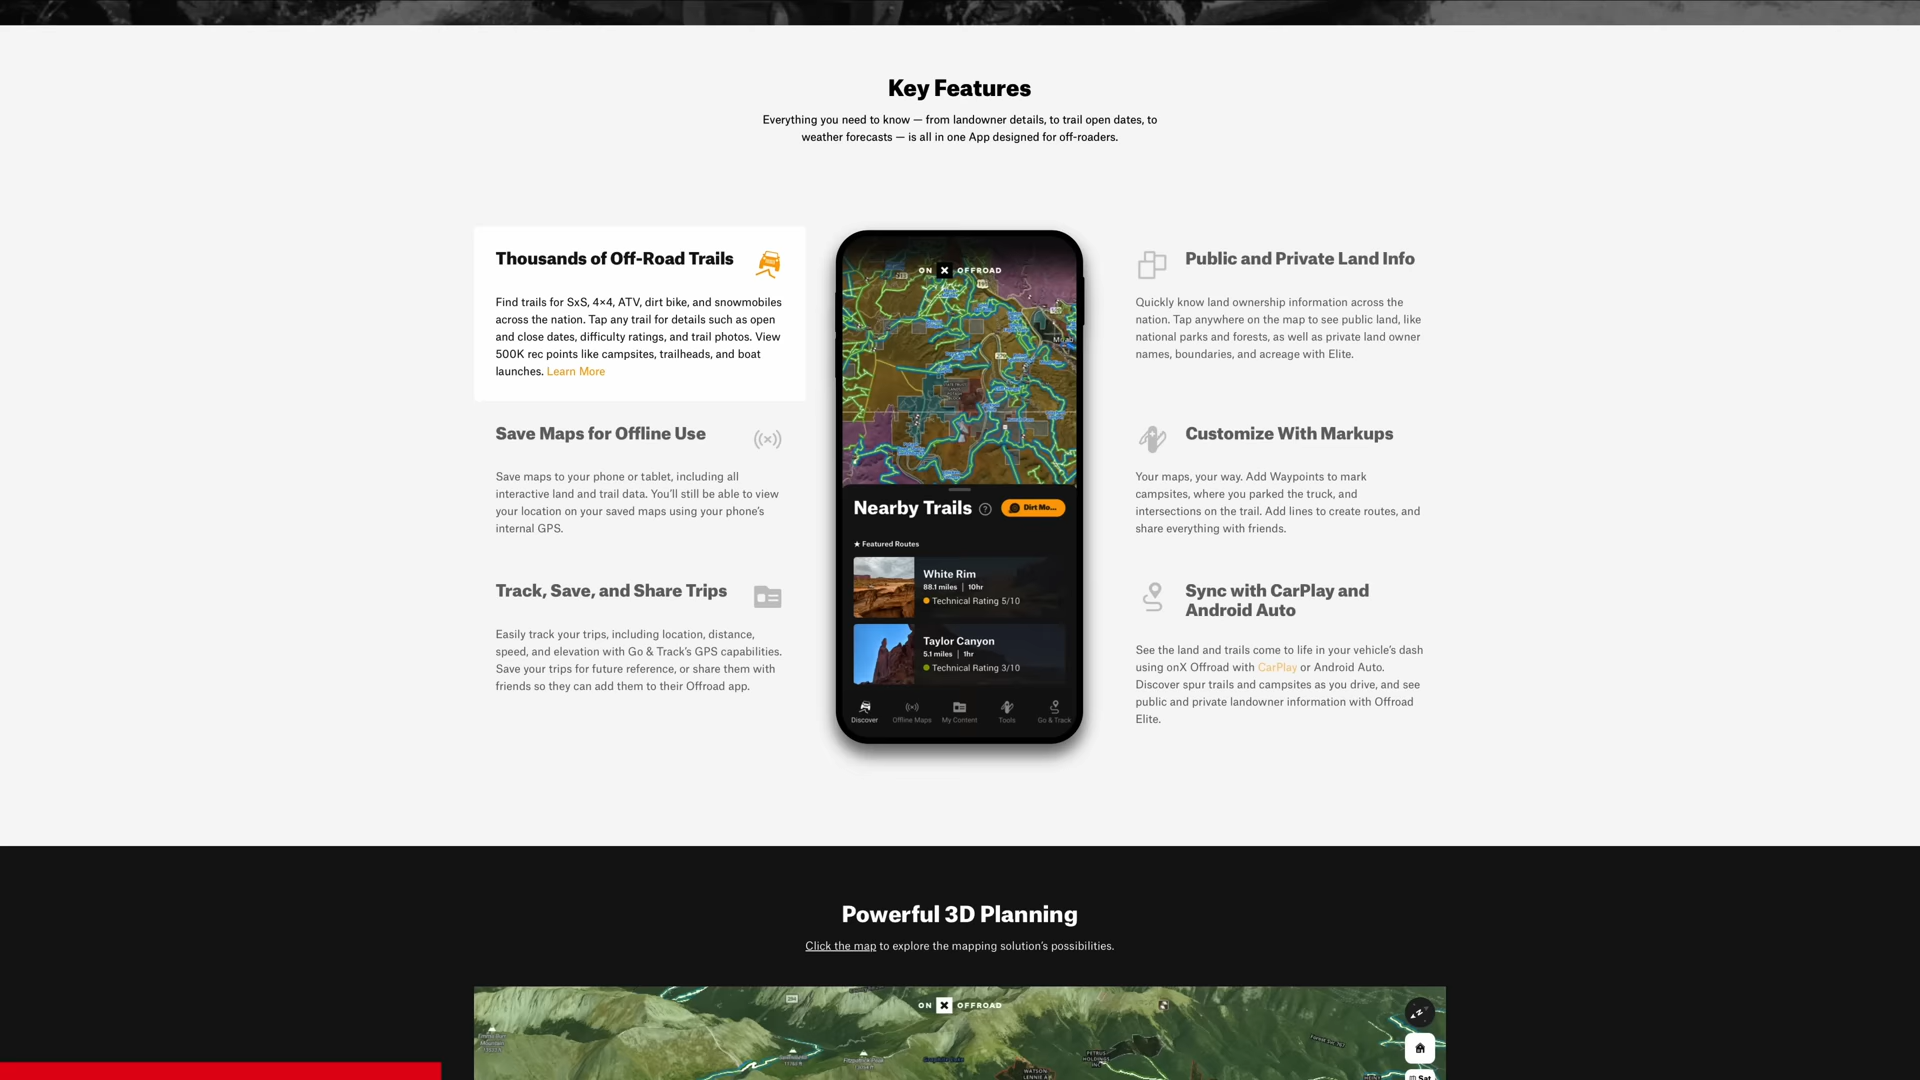 Key Features
Everything you need to know — from landowner details, to trail open dates, to
weather forecasts — is all in one App designed for off-roaders.
Thousands of Off-Road Trails
Find trails for SxS, 4×4, ATV, dirt bike, and snowmobiles
across the nation. Tap any trail for details such as open
and close dates, difficulty ratings, and trail photos. View
500K rec points like campsites, trailheads, and boat
launches. Learn More
Save Maps for Offline Use
Save maps to your phone or tablet, including all
interactive land and trail data. You'll still be able to view
your location on your saved maps using your phone's
internal GPS.
Track, Save, and Share Trips
Easily track your trips, including location, distance,
speed, and elevation with Go & Track's GPS capabilities.
Save your trips for future reference, or share them with
friends so they can add them to their Offroad app.
ON X OFFROAD
Moab
Nearby Trails
Dirt Mo...
★ Featured Routes
White Rim
88.1 miles | 10hr
Technical Rating 5/10
Taylor Canyon
5.1 miles | 1hr
Technical Rating 3/10
Discover Offline Maps My Content Tools Go & Track
Public and Private Land Info
Quickly know land ownership information across the
nation. Tap anywhere on the map to see public land, like
national parks and forests, as well as private land owner
names, boundaries, and acreage with Elite.
Customize With Markups
Your maps, your way. Add Waypoints to mark
campsites, where you parked the truck, and
intersections on the trail. Add lines to create routes, and
share everything with friends.
Sync with CarPlay and
Android Auto
See the land and trails come to life in your vehicle's dash
using onX Offroad with CarPlay or Android Auto.
Discover spur trails and campsites as you drive, and see
public and private landowner information with Offroad
Elite.
Powerful 3D Planning
Click the map to explore the mapping solution's possibilities.
ON X OFFROAD
PETRUS
HOLDINGS
WATSON
Sat